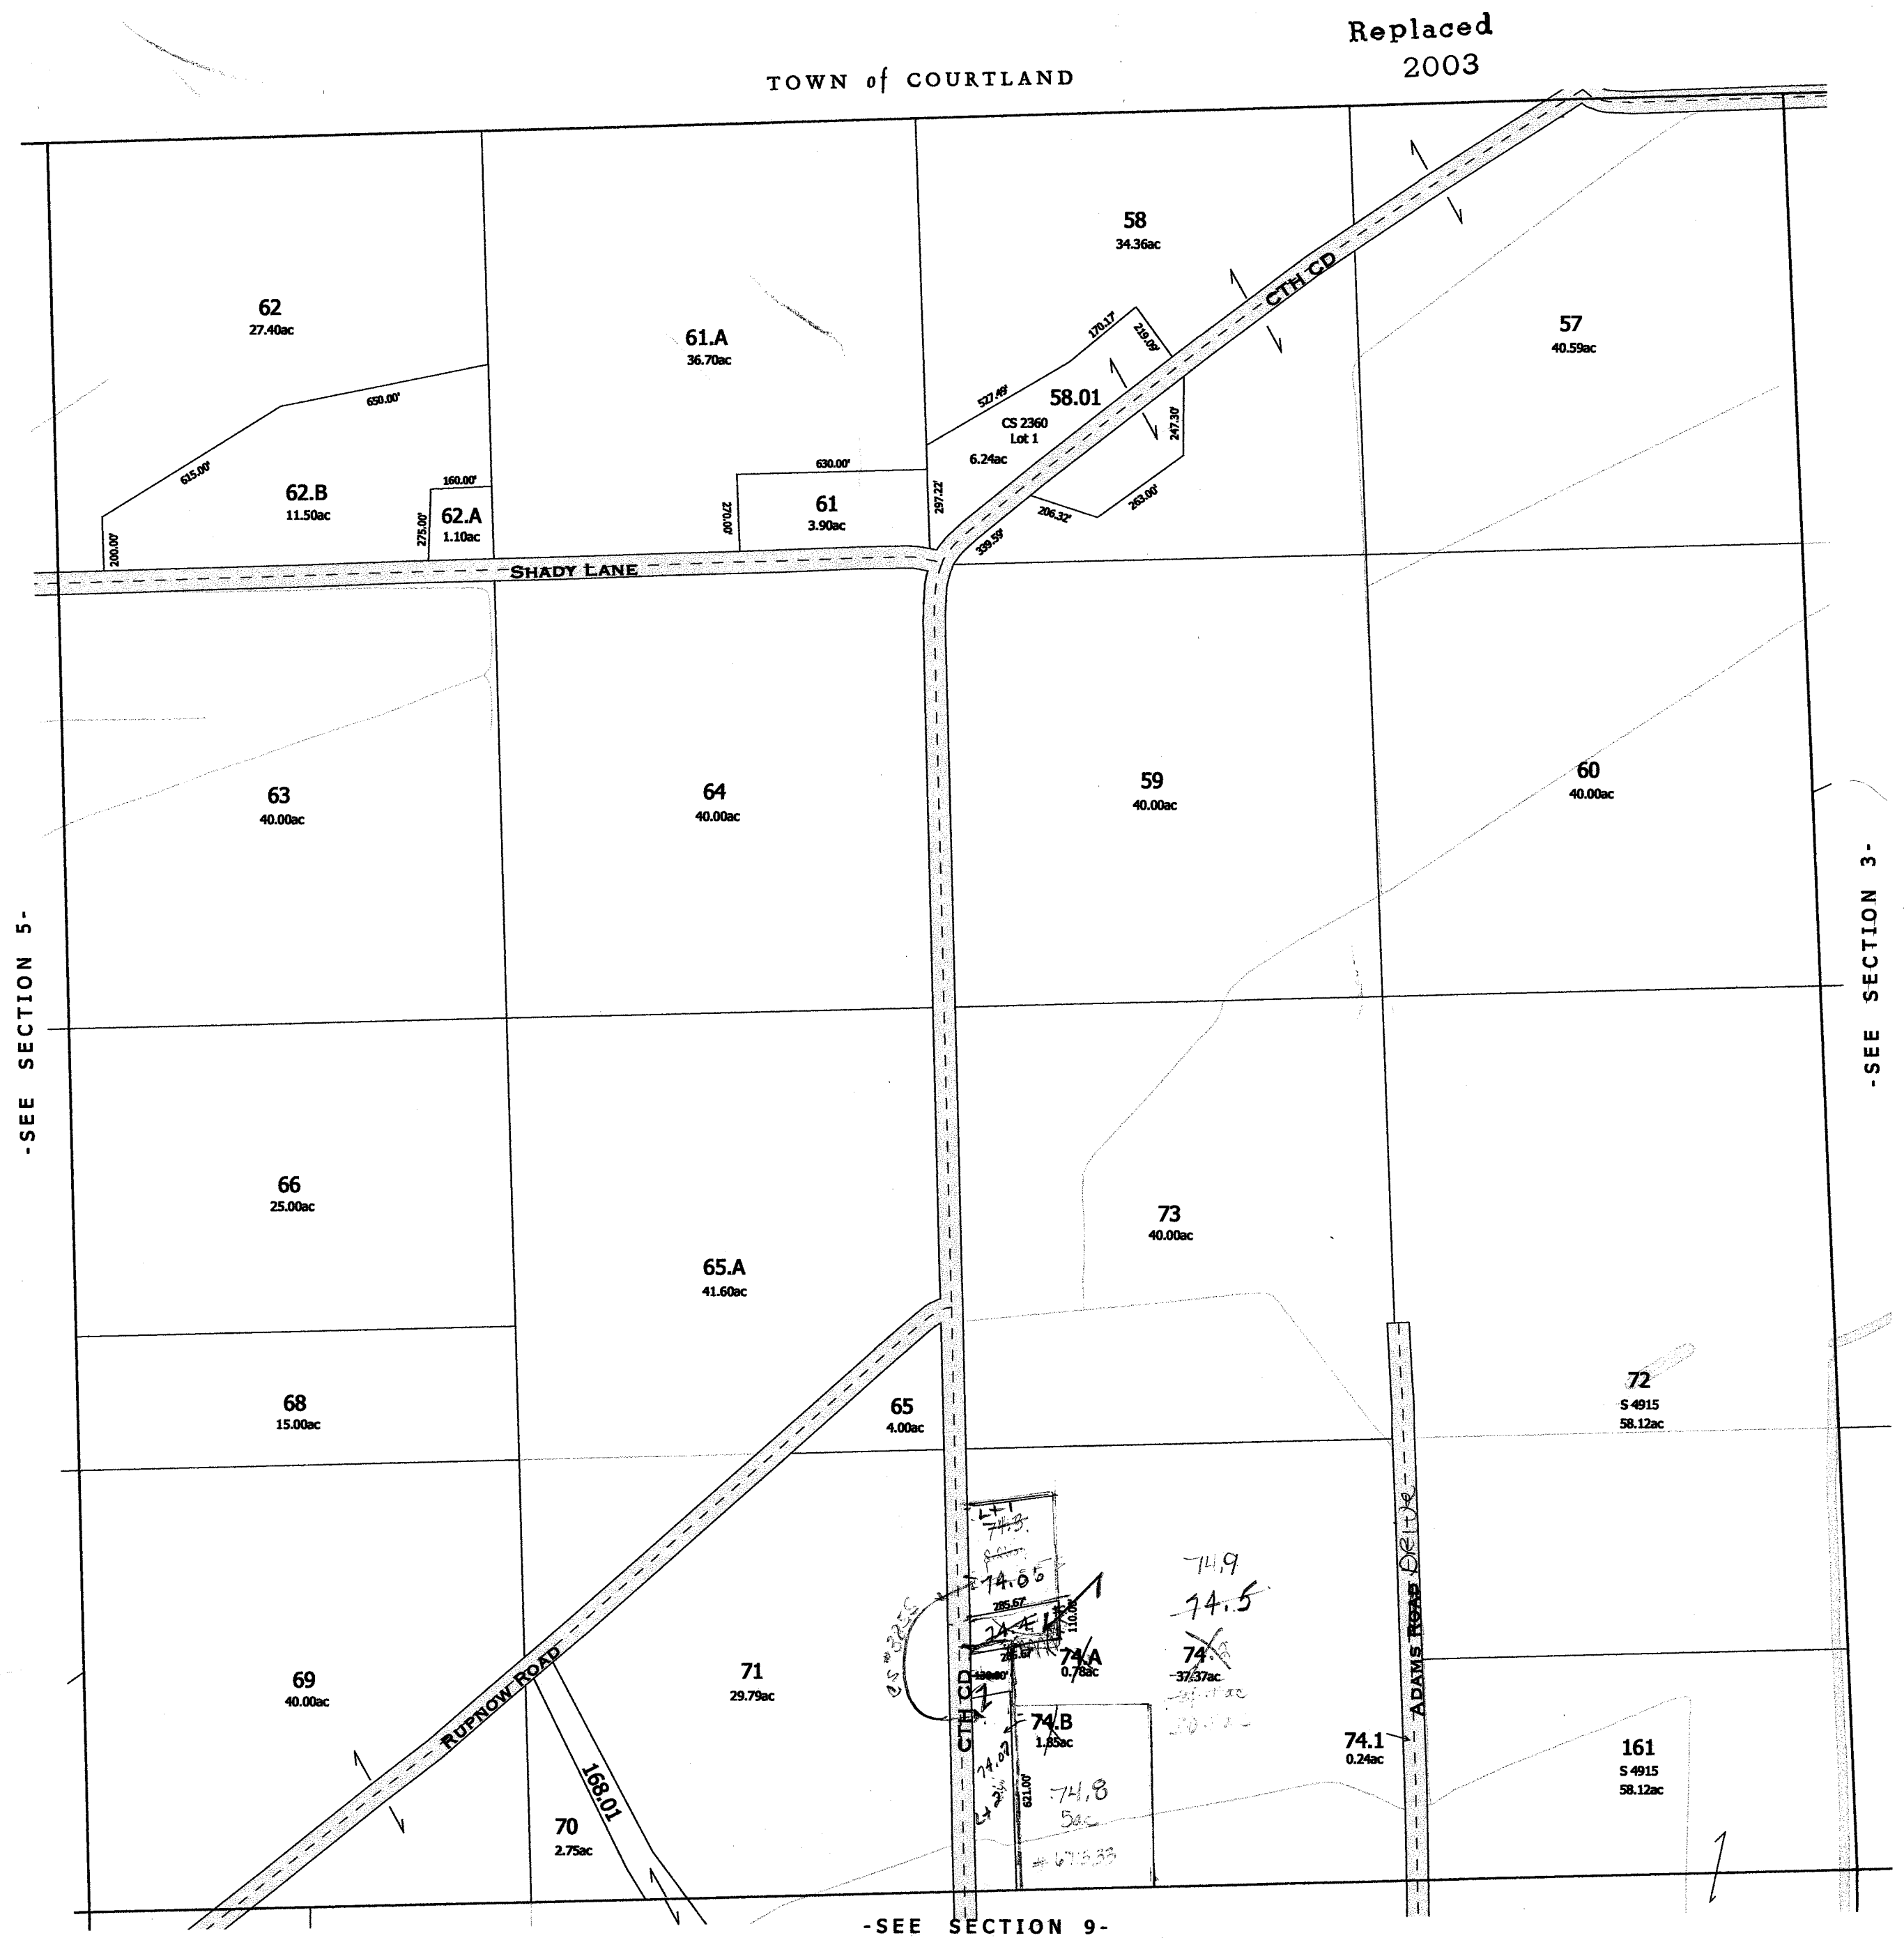 Replaced
2003
TOWN of COURTLAND
58
34.36ac
CTH CD
62
27.40ac
61.A
36.70ac
57
40.59ac
170.17'
219.09'
650.00'
527.49'
58.01
CS 2360
Lot 1
6.24ac
247.30'
615.00'
62.B
11.50ac
160.00'
62.A
1.10ac
275.00'
200.00'
630.00'
61
3.90ac
270.00'
297.22'
206.32'
263.00'
339.59'
SHADY LANE
63
40.00ac
64
40.00ac
59
40.00ac
60
40.00ac
-SEE SECTION 5-
-SEE SECTION 3-
66
25.00ac
65.A
41.60ac
73
40.00ac
68
15.00ac
65
4.00ac
72
S 4915
58.12ac
Lt 1
74.3
74.05
285.67'
110.00'
74.9
74.5
ADAMS ROAD DRIVE
69
40.00ac
RUPNOW ROAD
71
29.79ac
74.A
0.78ac
74
37.37ac
CTH CD
2
74.B
1.85ac
74.1
0.24ac
161
S 4915
58.12ac
168.01
70
2.75ac
621.00'
74.8
5ac
-SEE SECTION 9-